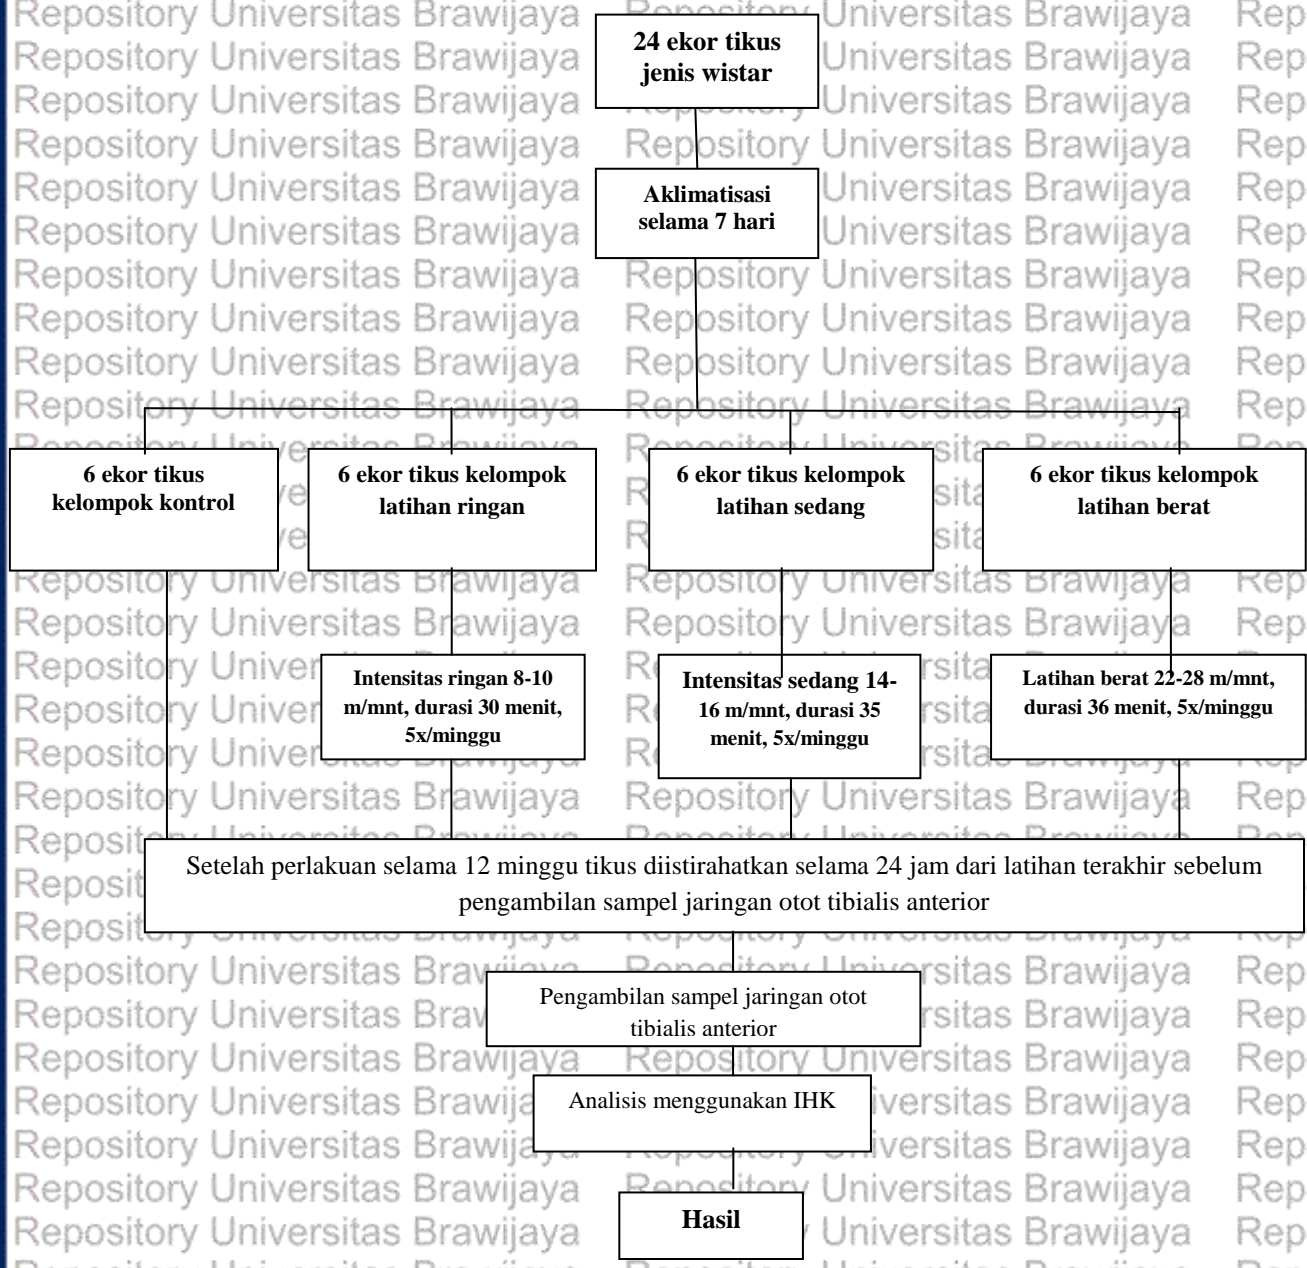 24 ekor tikus
jenis wistar
Aklimatisasi
selama 7 hari
6 ekor tikus
kelompok kontrol
6 ekor tikus kelompok
latihan ringan
6 ekor tikus kelompok
latihan sedang
6 ekor tikus kelompok
latihan berat
Intensitas ringan 8-10
m/mnt, durasi 30 menit,
5x/minggu
Intensitas sedang 14-
16 m/mnt, durasi 35
menit, 5x/minggu
Latihan berat 22-28 m/mnt,
durasi 36 menit, 5x/minggu
Setelah perlakuan selama 12 minggu tikus diistirahatkan selama 24 jam dari latihan terakhir sebelum
pengambilan sampel jaringan otot tibialis anterior
Pengambilan sampel jaringan otot
tibialis anterior
Analisis menggunakan IHK
Hasil
Repository Universitas Brawijaya